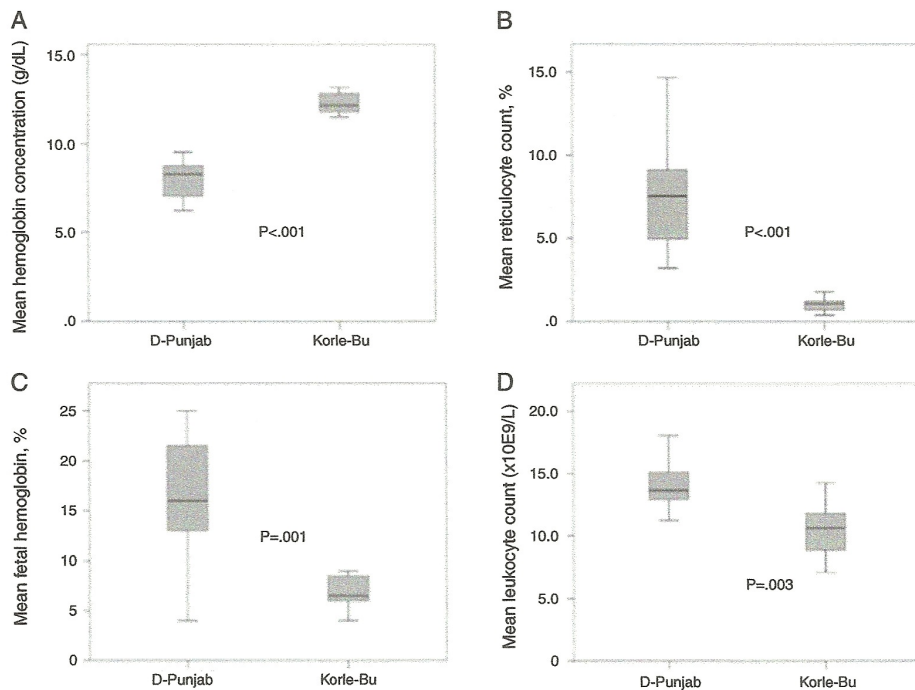 A
Mean hemoglobin concentration (g/dL)
15.0
10.0
5.0
.0
P<.001
D-Punjab
Korle-Bu
B
Mean reticulocyte count, %
15.0
10.0
5.0
.0
P<.001
D-Punjab
Korle-Bu
C
Mean fetal hemoglobin, %
25
20
15
10
5
0
P=.001
D-Punjab
Korle-Bu
D
Mean leukocyte count (x10E9/L)
20.0
15.0
10.0
5.0
.0
P=.003
D-Punjab
Korle-Bu